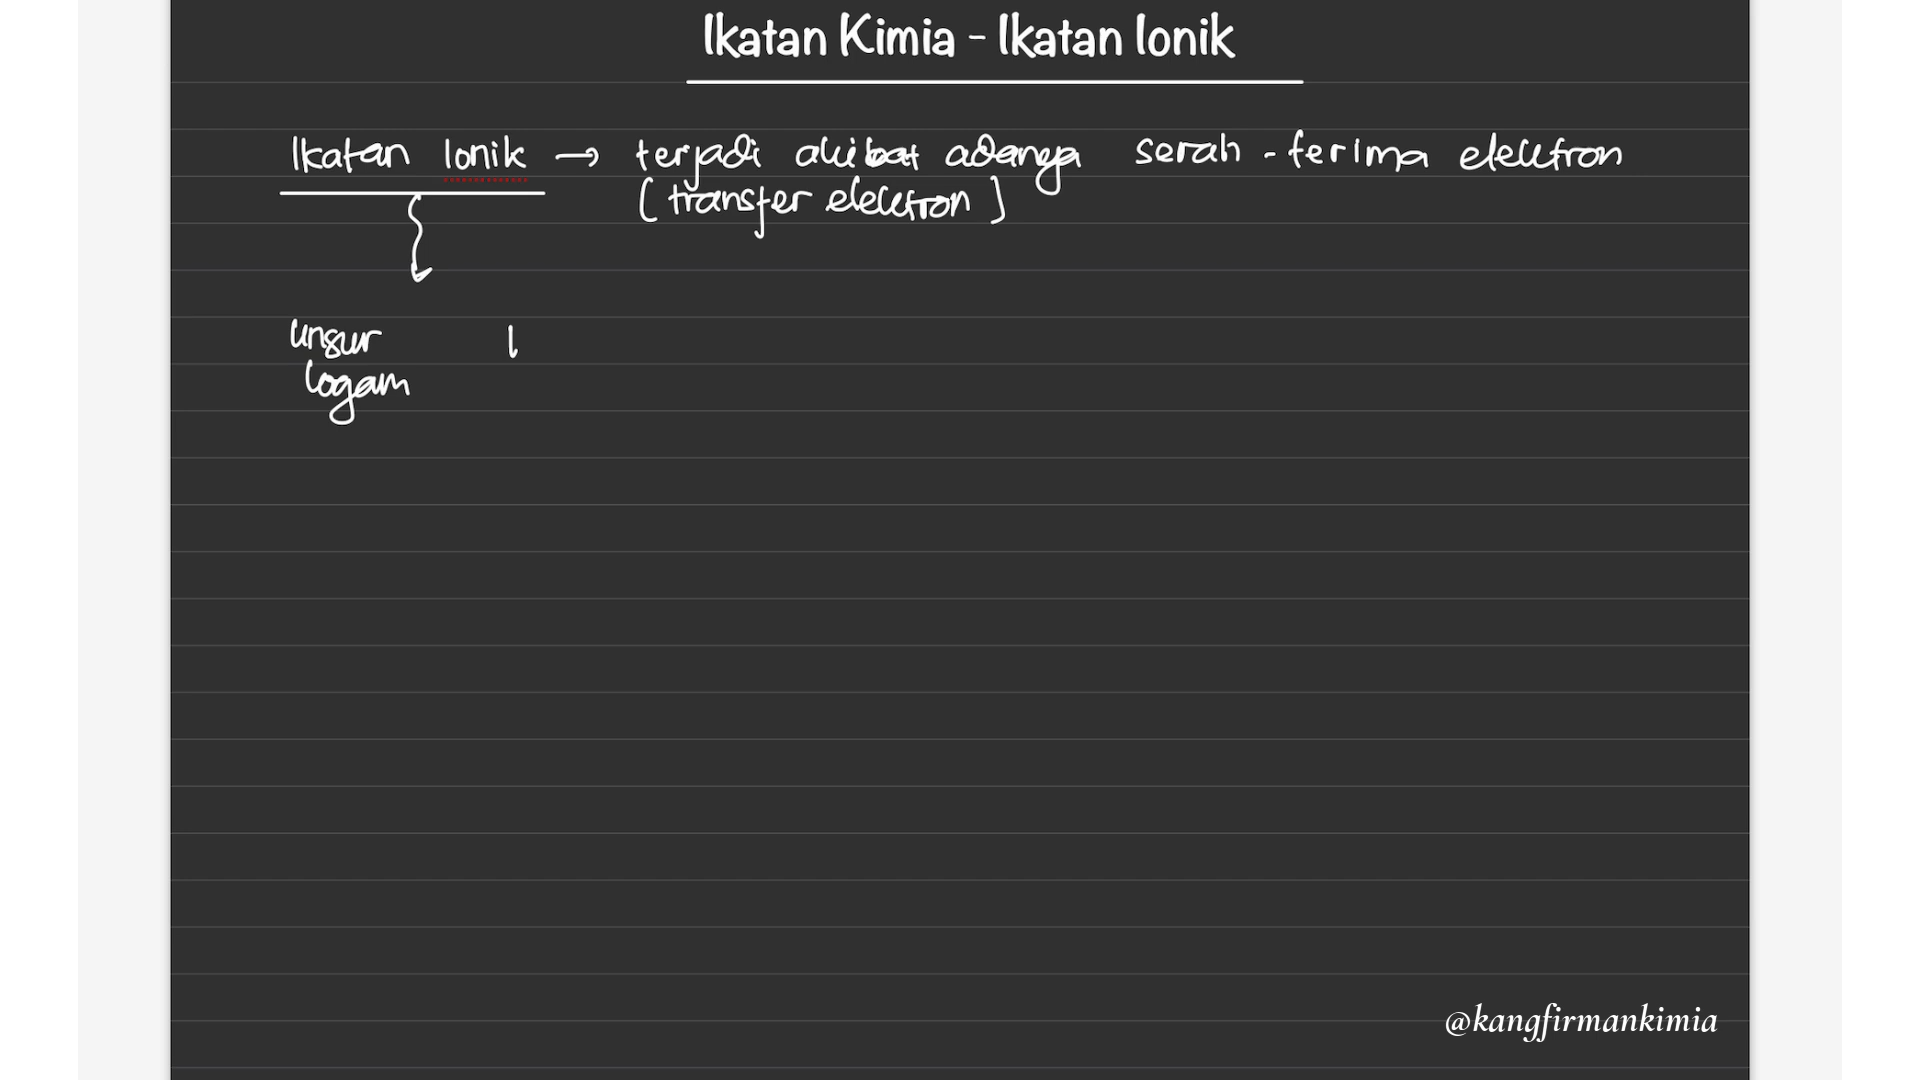 Ikatan Kimia - Ikatan Ionik
Ikatan Ionik → terjadi akibat adanya serah - terima elektron
(transfer elektron)
unsur l
logam
@kangfirmankimia